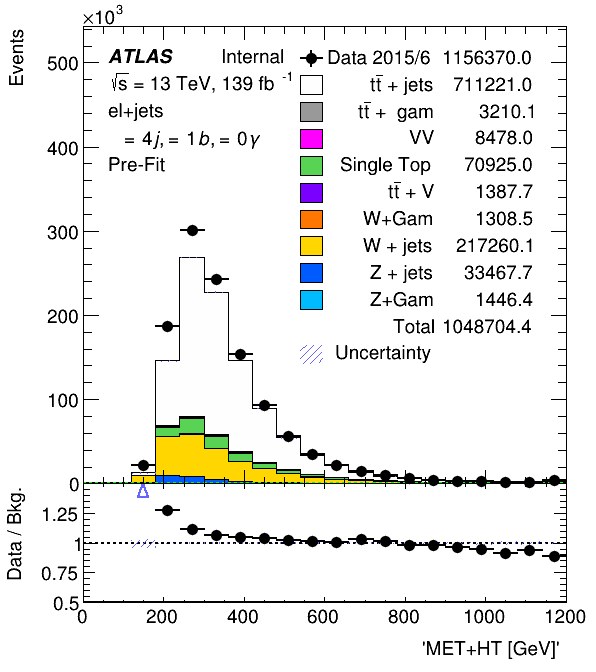 ×10³
Events
500
400
300
200
100
0
ATLAS Internal
√s = 13 TeV, 139 fb⁻¹
el+jets
= 4j, = 1b, = 0γ
Pre-Fit
Data 2015/6 1156370.0
tt̄ + jets 711221.0
tt̄ + gam 3210.1
VV 8478.0
Single Top 70925.0
tt̄ + V 1387.7
W+Gam 1308.5
W + jets 217260.1
Z + jets 33467.7
Z+Gam 1446.4
Total 1048704.4
Uncertainty
Data / Bkg.
1.25
1
0.75
0.5
0 200 400 600 800 1000 1200
'MET+HT [GeV]'